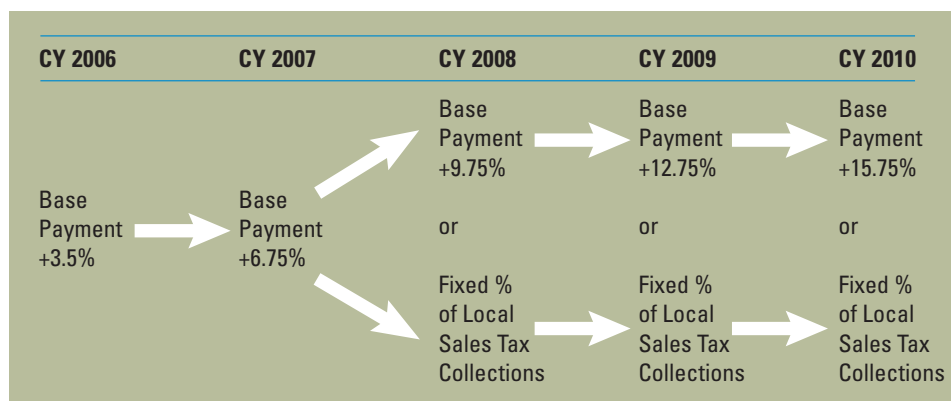 CY 2006 CY 2007 CY 2008 CY 2009 CY 2010
Base
Payment
+3.5%
Base
Payment
+6.75%
Base
Payment
+9.75%
or
Fixed %
of Local
Sales Tax
Collections
Base
Payment
+12.75%
or
Fixed %
of Local
Sales Tax
Collections
Base
Payment
+15.75%
or
Fixed %
of Local
Sales Tax
Collections